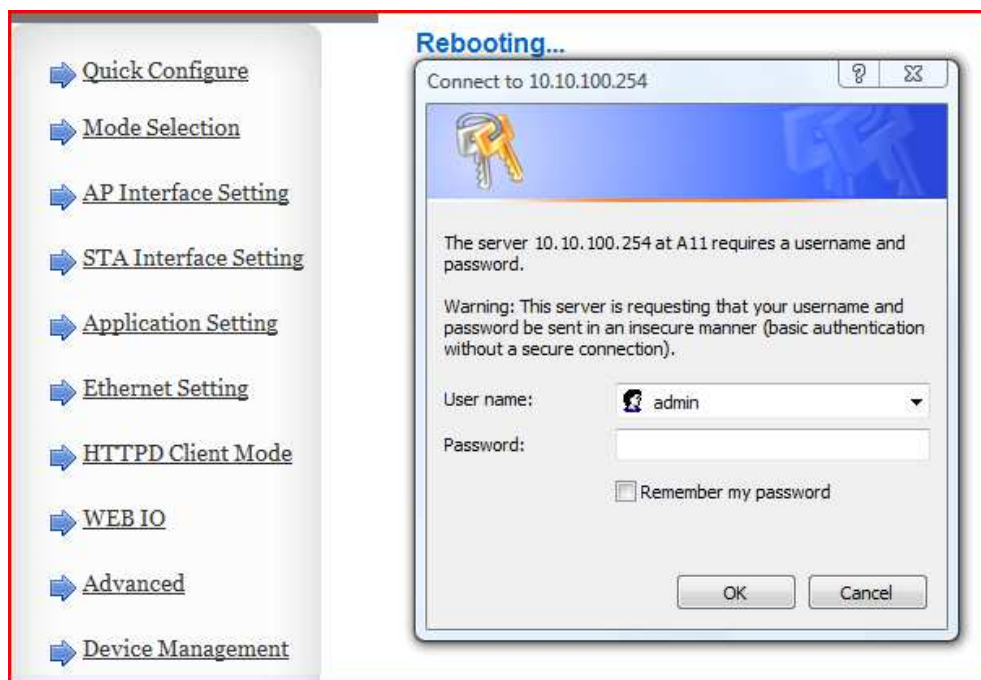 Quick Configure
Mode Selection
AP Interface Setting
STA Interface Setting
Application Setting
Ethernet Setting
HTTPD Client Mode
WEB IO
Advanced
Device Management
Rebooting...
Connect to 10.10.100.254
The server 10.10.100.254 at A11 requires a username and
password.
Warning: This server is requesting that your username and
password be sent in an insecure manner (basic authentication
without a secure connection).
User name:
admin
Password:
Remember my password
OK
Cancel